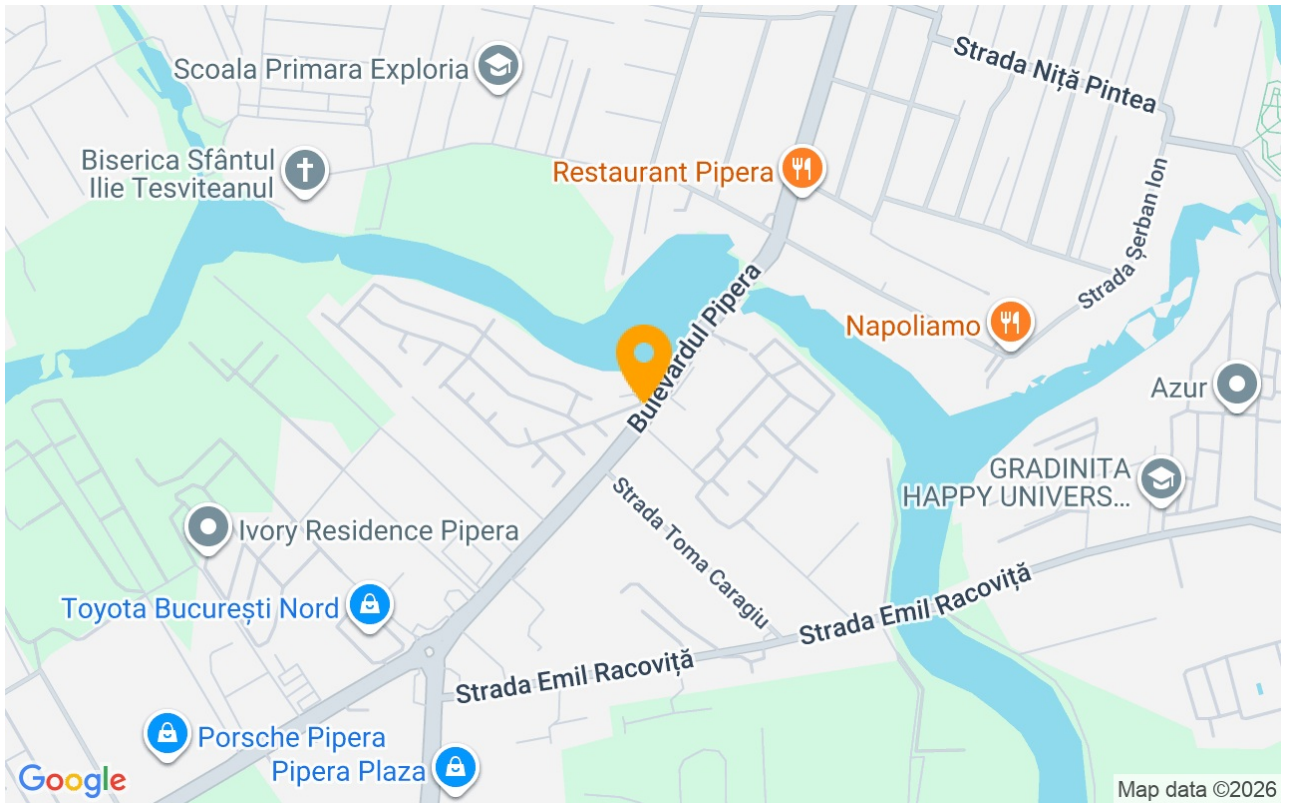 Strada Niță Pintea
Scoala Primara Exploria
Biserica Sfântul
Ilie Tesviteanul
Restaurant Pipera
Strada Șerban Ion
Bulevardul Pipera
Napoliamo
Azur
GRADINITA
HAPPY UNIVERS...
Strada Toma Caragiu
Ivory Residence Pipera
Toyota București Nord
Strada Emil Racoviță
Strada Emil Racoviță
Porsche Pipera
Pipera Plaza
Google
Map data ©2026